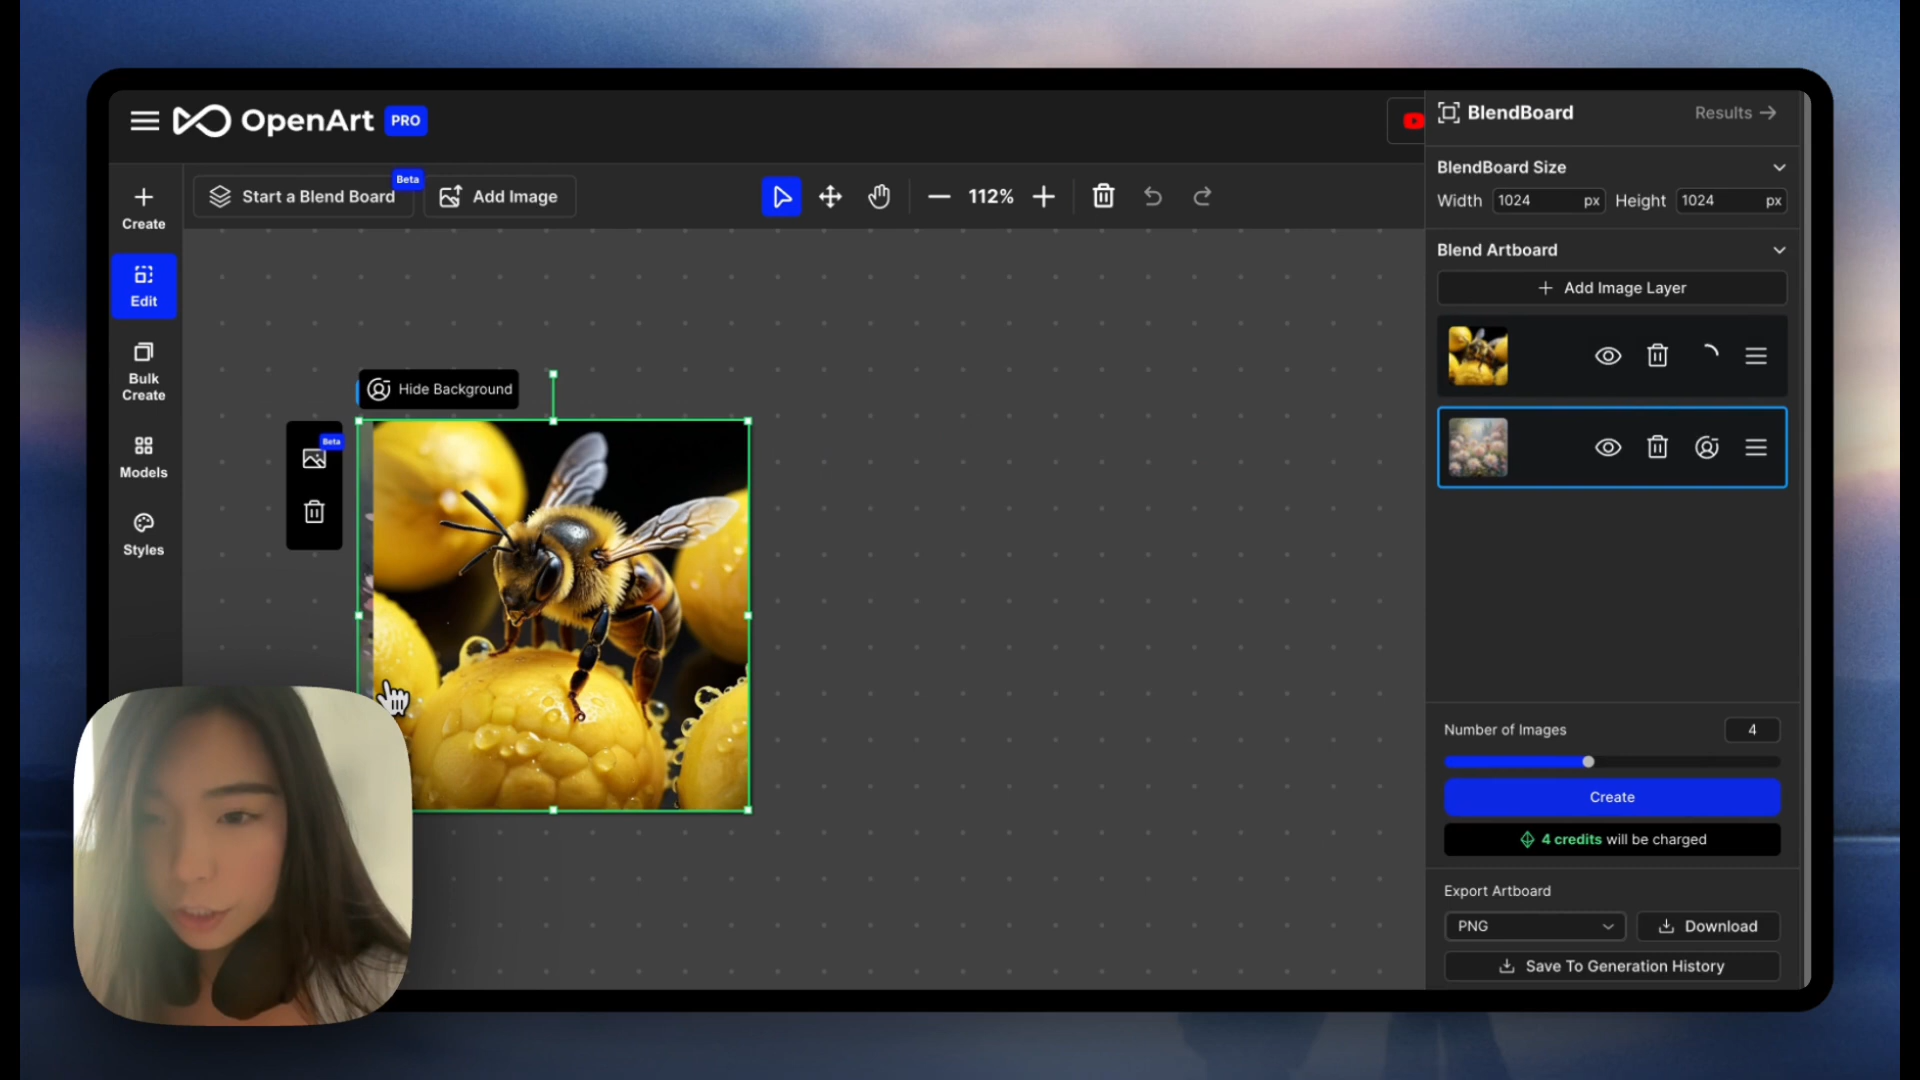 OpenArt PRO
BlendBoard
Results
Create
Edit
Bulk
Create
Models
Styles
Start a Blend Board
Beta
Add Image
112%
BlendBoard Size
Width 1024 px Height 1024 px
Blend Artboard
Add Image Layer
Hide Background
Beta
Number of Images 4
Create
4 credits will be charged
Export Artboard
PNG
Download
Save To Generation History